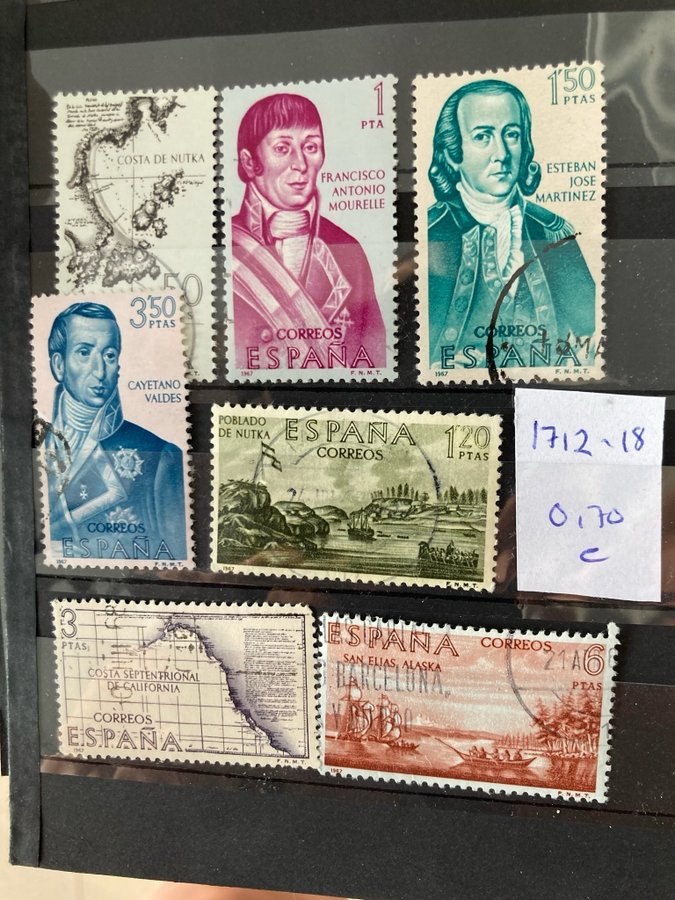 COSTA DE NUTKA
50
1
PTA
FRANCISCO
ANTONIO
MOURELLE
CORREOS
ESPAÑA
1967 F.N.M.T.
1'50
PTAS
ESTEBAN
JOSE
MARTINEZ
CORREOS
ESPAÑA
1967 F.N.M.T.
3'50
PTAS
CAYETANO
VALDES
CORREOS
ESPAÑA
1967 F.N.M.T.
POBLADO
DE NUTKA
ESPAÑA
CORREOS
1'20
PTAS
1967 F.N.M.T.
1712-18
0,70
c
3
PTAS
COSTA SEPTENTRIONAL
DE CALIFORNIA
CORREOS
ESPAÑA
1967 F.N.M.T.
ESPAÑA CORREOS
SAN ELIAS, ALASKA
6
PTAS
BARCELONA,
21 A
1967 F.N.M.T.